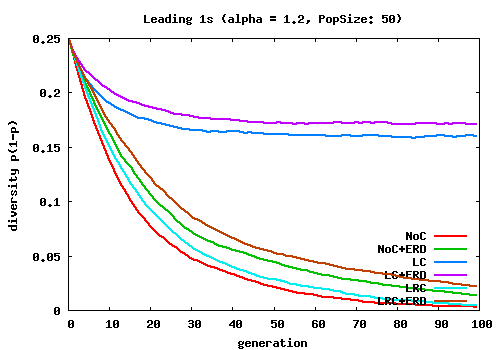 Leading 1s (alpha = 1.2, PopSize: 50)
0.25
0.2
0.15
0.1
0.05
0
diversity p(1-p)
NoC
NoC+ERD
LC
LC+ERD
LRC
LRC+ERD
0 10 20 30 40 50 60 70 80 90 100
generation